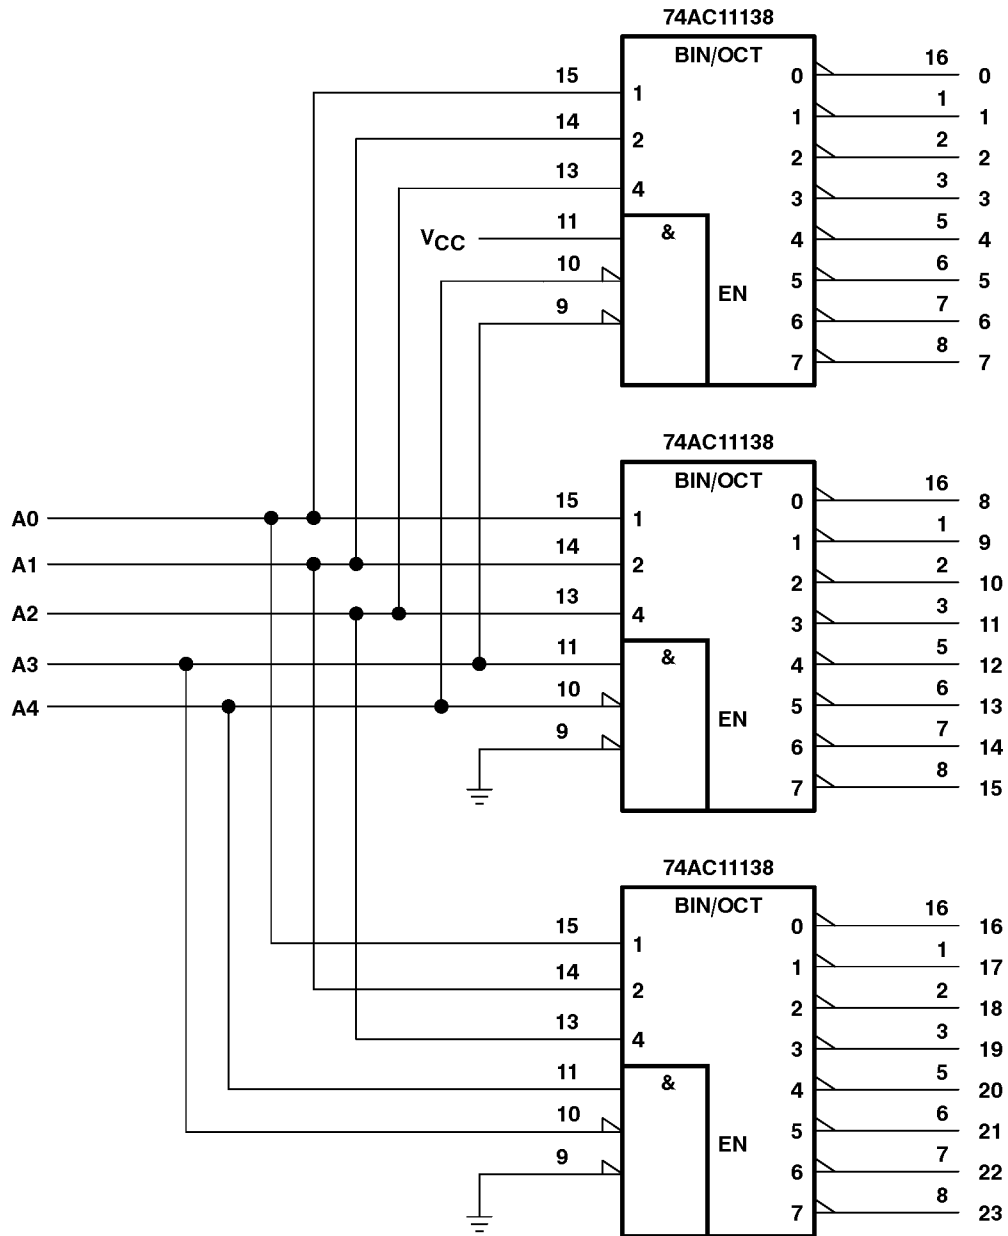 74AC11138
BIN/OCT
15 1 0 16 0
14 2 1 1 1
13 4 2 2 2
3 3 3
VCC 11 & 4 5 4
10 EN 5 6 5
9 6 7 6
7 8 7
74AC11138
BIN/OCT
A0 15 1 0 16 8
A1 14 2 1 1 9
A2 13 4 2 2 10
3 3 11
A3 11 & 4 5 12
A4 10 EN 5 6 13
9 6 7 14
7 8 15
74AC11138
BIN/OCT
15 1 0 16 16
14 2 1 1 17
13 4 2 2 18
3 3 19
11 & 4 5 20
10 EN 5 6 21
9 6 7 22
7 8 23